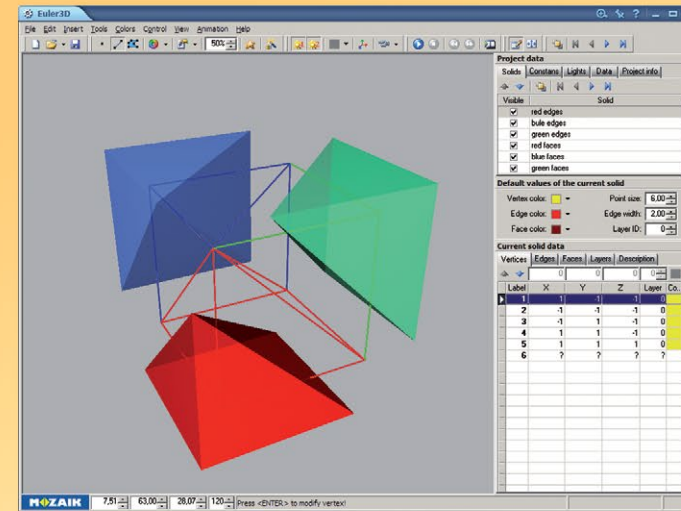 Euler3D
File Edit Insert Tools Colors Control View Animation Help
50%
Project data
Solids Constans Lights Data Project info
Visible Solid
red edges
bule edges
green edges
red faces
blue faces
green faces
Default values of the current solid
Vertex color: Point size: 6,00
Edge color: Edge width: 2,00
Face color: Layer ID: 0
Current solid data
Vertices Edges Faces Layers Description
0 0 0 0
Label X Y Z Layer Co..
1 1 -1 -1 0
2 -1 -1 -1 0
3 -1 1 -1 0
4 1 1 -1 0
5 1 1 1 0
6 ? ? ? ?
MOZAIK 7,51 63,00 28,07 120 Press <ENTER> to modify vertex!